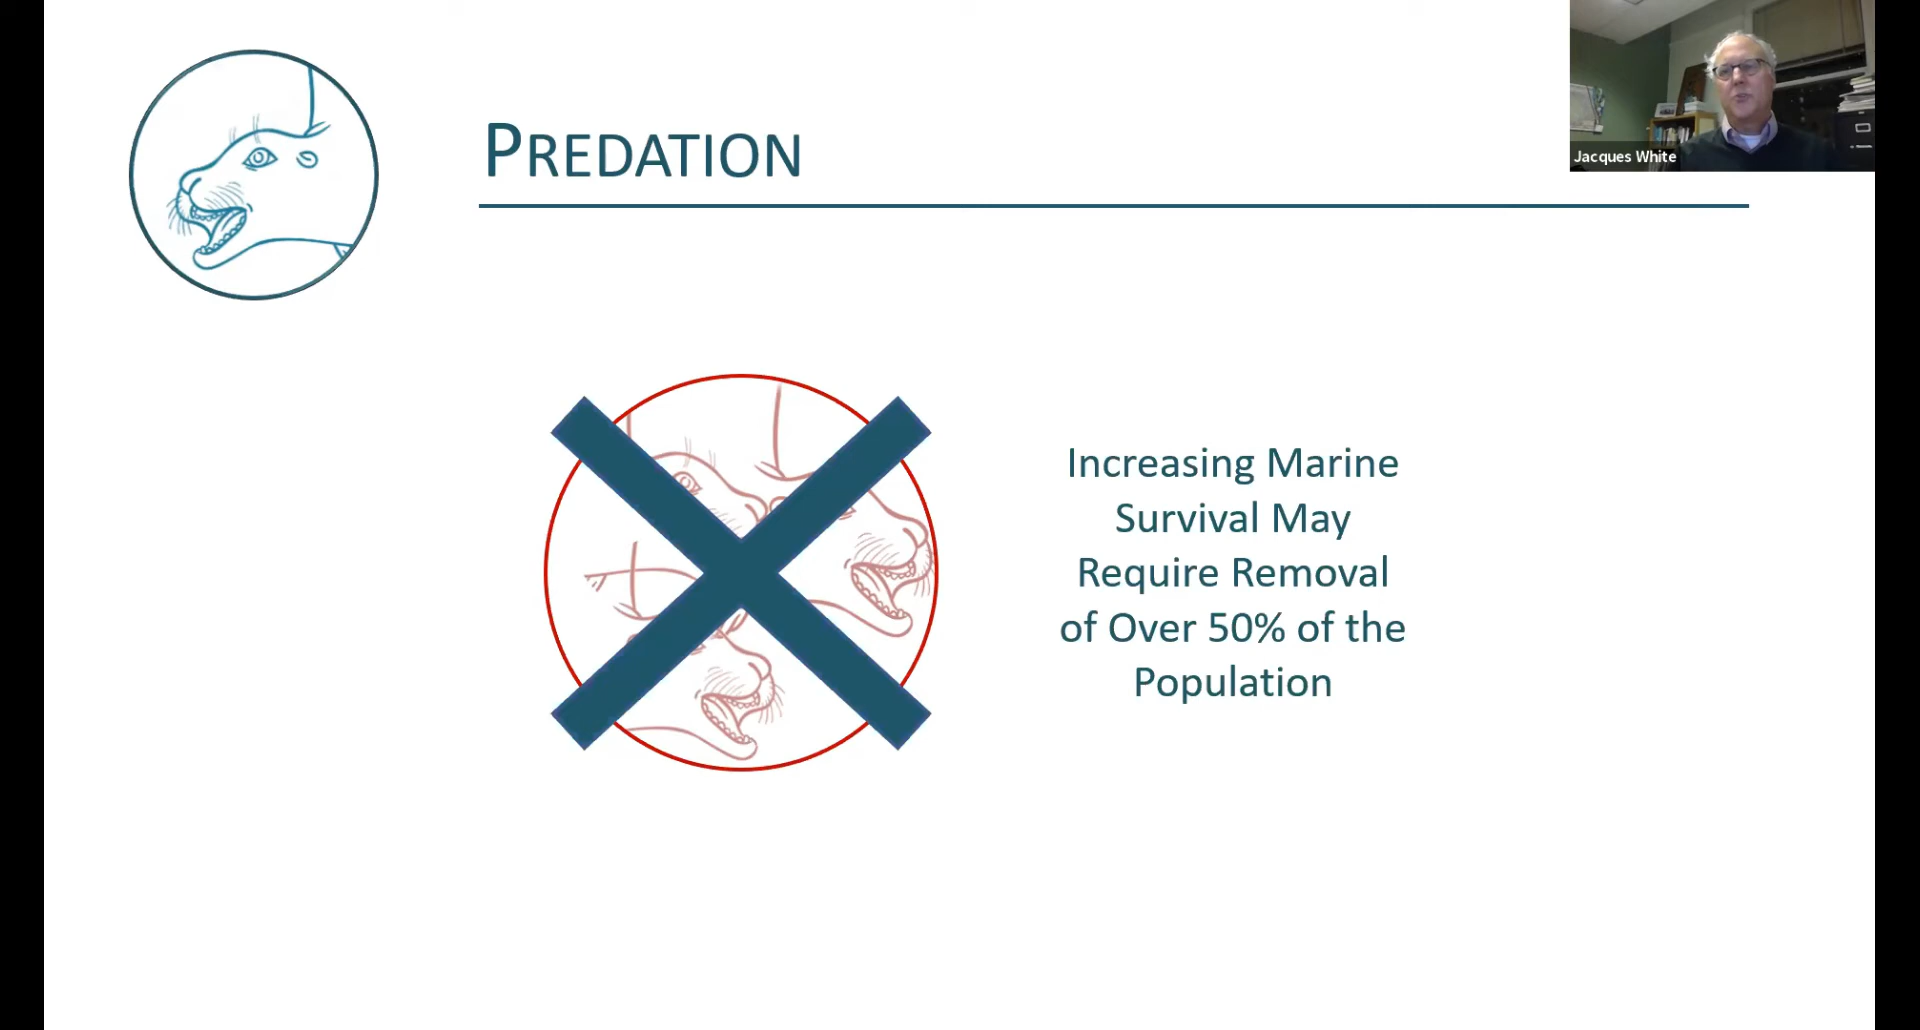 PREDATION
Jacques White
Increasing Marine
Survival May
Require Removal
of Over 50% of the
Population